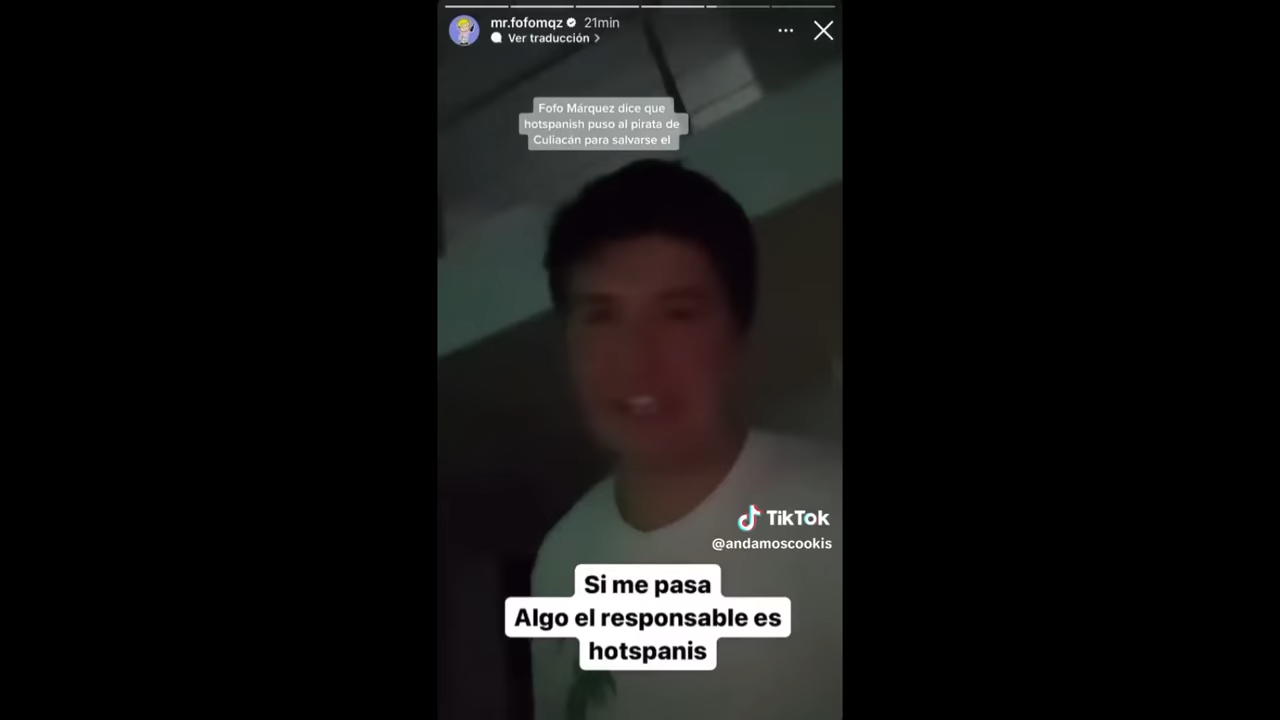 mr.fofomqz 21min
Ver traducción >
Fofo Márquez dice que
hotspanish puso al pirata de
Culiacán para salvarse el
TikTok
@andamoscookis
Si me pasa
Algo el responsable es
hotspanis